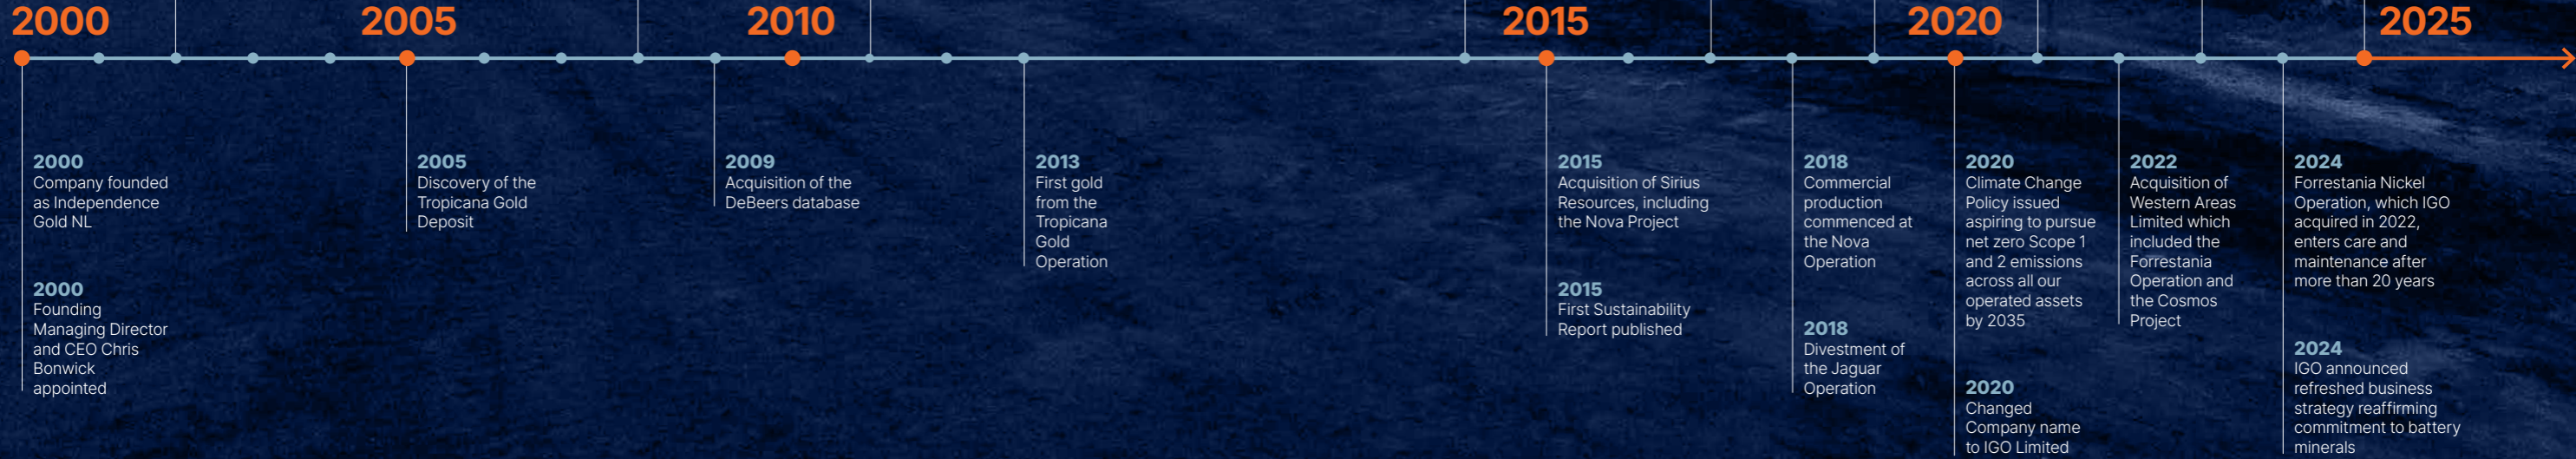 2000
2005
2010
2015
2020
2025
2000
Company founded
as Independence
Gold NL
2000
Founding
Managing Director
and CEO Chris
Bonwick
appointed
2005
Discovery of the
Tropicana Gold
Deposit
2009
Acquisition of the
DeBeers database
2013
First gold
from the
Tropicana
Gold
Operation
2015
Acquisition of Sirius
Resources, including
the Nova Project
2015
First Sustainability
Report published
2018
Commercial
production
commenced at
the Nova
Operation
2018
Divestment of
the Jaguar
Operation
2020
Climate Change
Policy issued
aspiring to pursue
net zero Scope 1
and 2 emissions
across all our
operated assets
by 2035
2020
Changed
Company name
to IGO Limited
2022
Acquisition of
Western Areas
Limited which
included the
Forrestania
Operation and
the Cosmos
Project
2024
Forrestania Nickel
Operation, which IGO
acquired in 2022,
enters care and
maintenance after
more than 20 years
2024
IGO announced
refreshed business
strategy reaffirming
commitment to battery
minerals